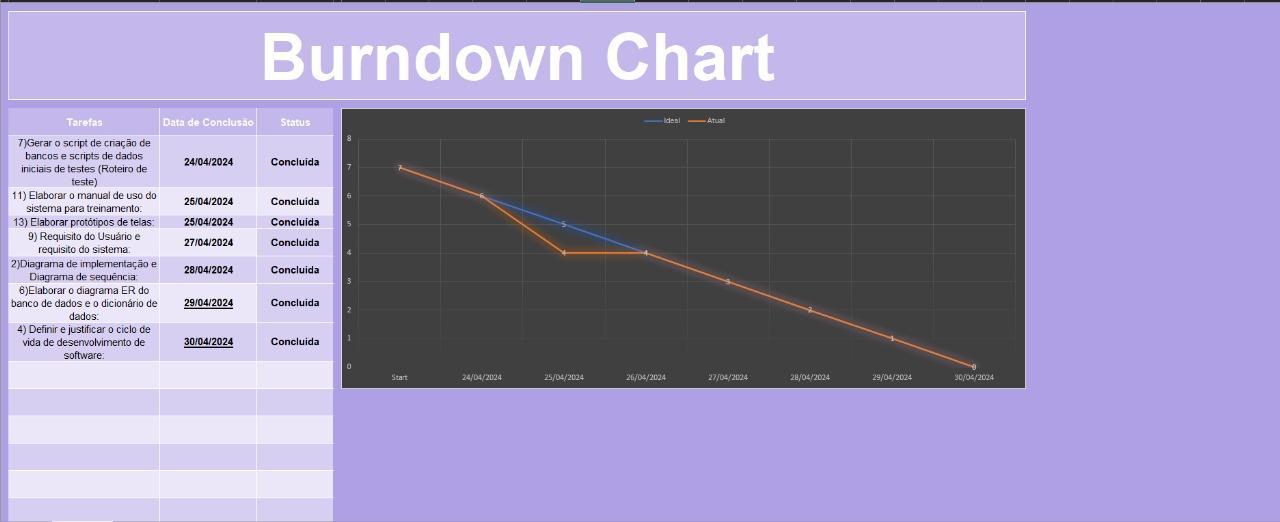 Burndown Chart
Tarefas
Data de Conclusão
Status
7)Gerar o script de criação de
bancos e scripts de dados
iniciais de testes (Roteiro de
teste)
24/04/2024
Concluida
11) Elaborar o manual de uso do
sistema para treinamento:
25/04/2024
Concluida
13) Elaborar protótipos de telas:
25/04/2024
Concluida
9) Requisito do Usuário e
requisito do sistema:
27/04/2024
Concluida
2)Diagrama de implementação e
Diagrama de sequência:
28/04/2024
Concluida
6)Elaborar o diagrama ER do
banco de dados e o dicionário de
dados:
29/04/2024
Concluida
4) Definir e justificar o ciclo de
vida de desenvolvimento de
software:
30/04/2024
Concluida
Ideal
Atual
8
7
6
5
4
3
2
1
0
7
6
5
4
4
3
2
1
0
Start
24/04/2024
25/04/2024
26/04/2024
27/04/2024
28/04/2024
29/04/2024
30/04/2024